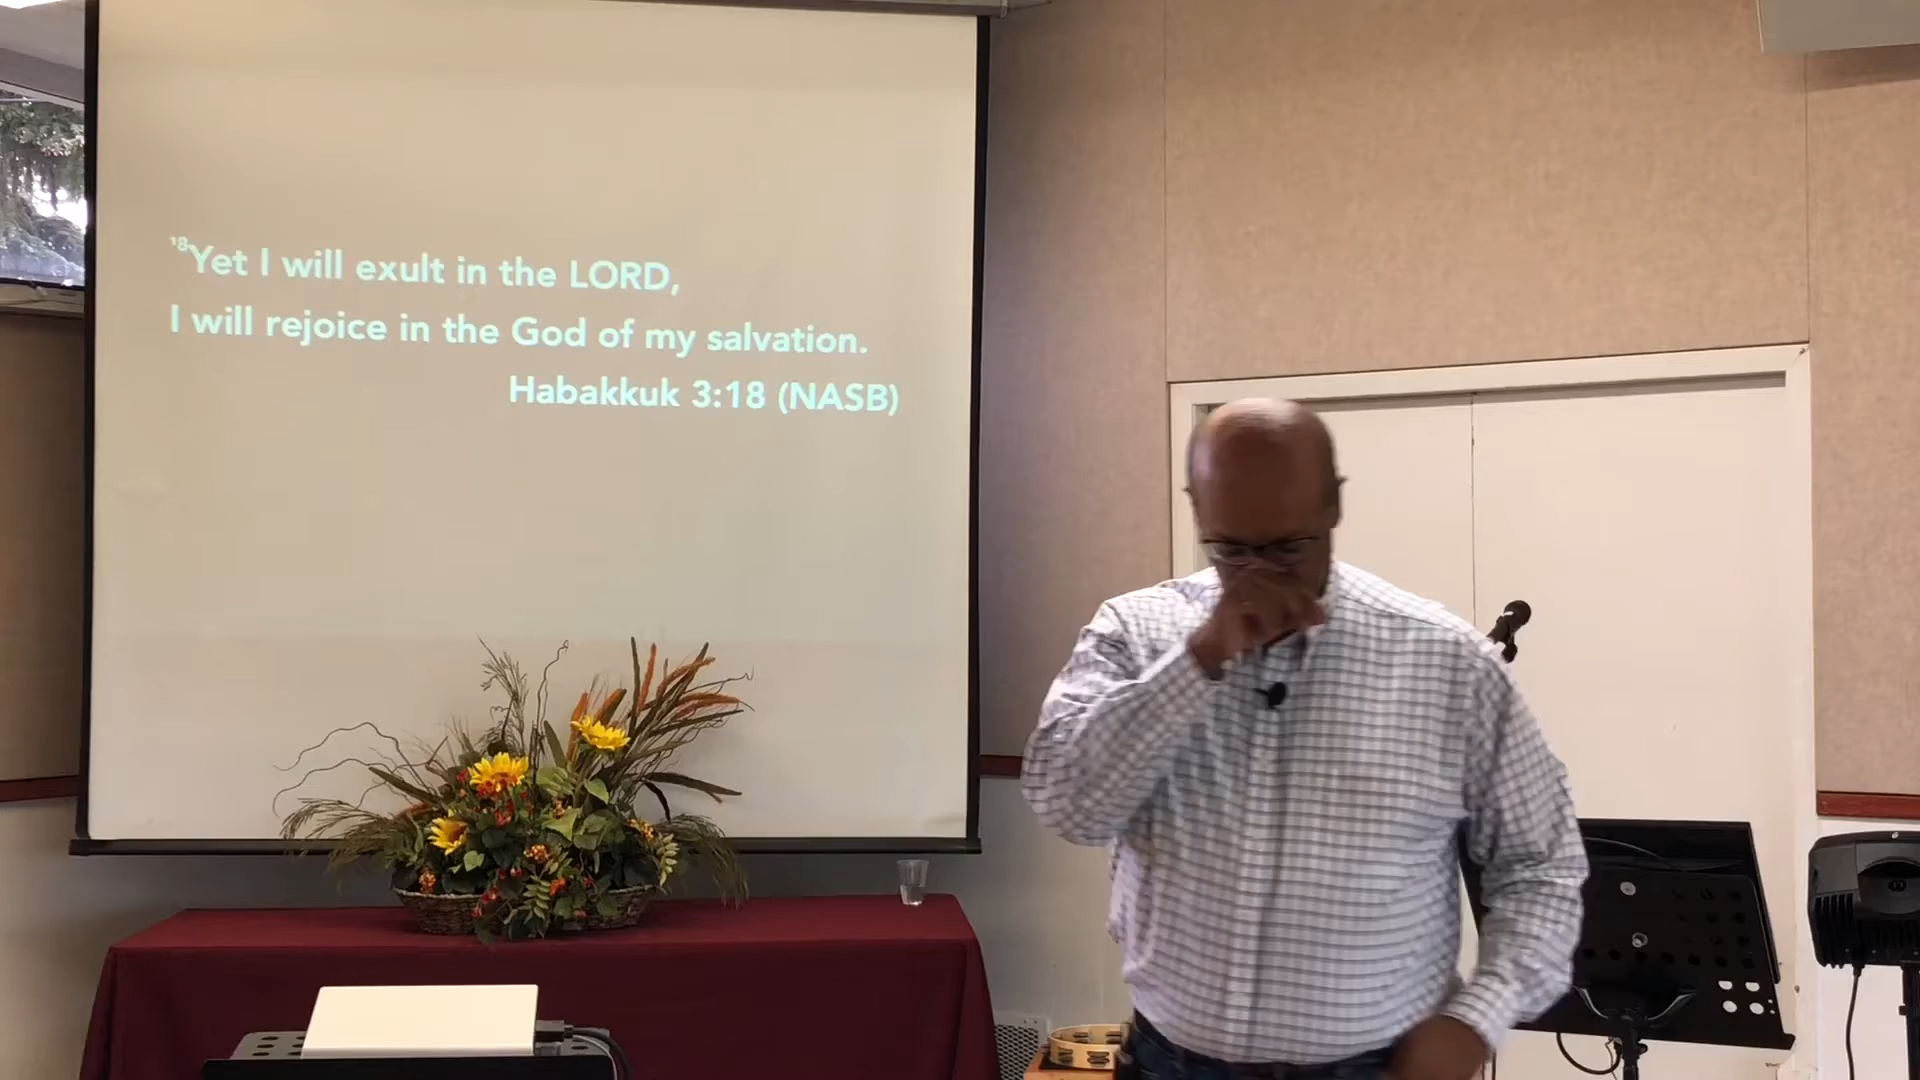 ¹⁸Yet I will exult in the LORD,
I will rejoice in the God of my salvation.
Habakkuk 3:18 (NASB)